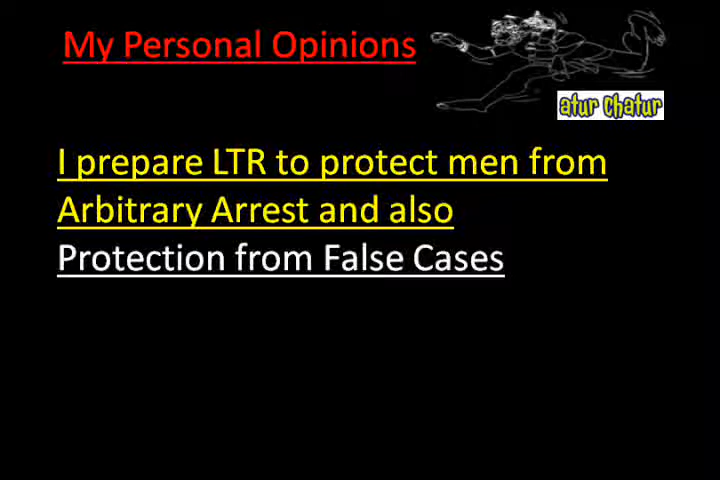 My Personal Opinions
atur chatur
I prepare LTR to protect men from
Arbitrary Arrest and also
Protection from False Cases